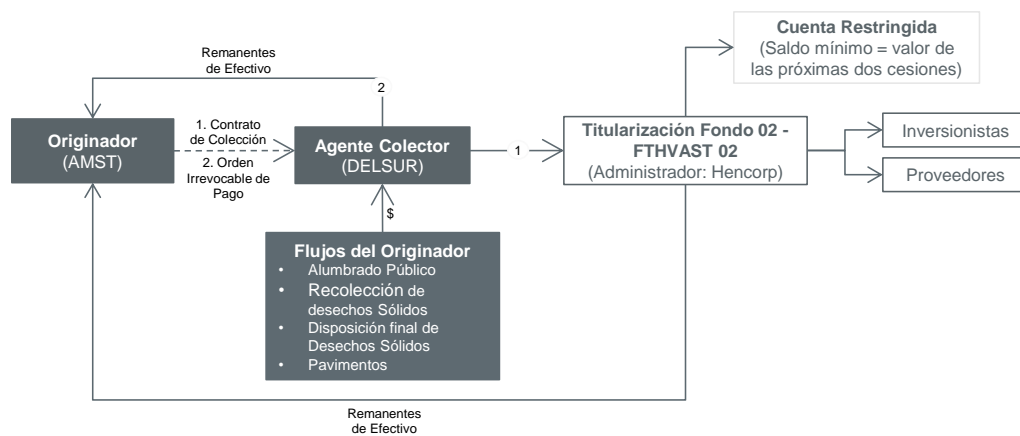 Cuenta Restringida
(Saldo mínimo = valor de
las próximas dos cesiones)
Remanentes
de Efectivo
2
Originador
(AMST)
1. Contrato
de Colección
2. Orden
Irrevocable de
Pago
Agente Colector
(DELSUR)
1
Titularización Fondo 02 -
FTHVAST 02
(Administrador: Hencorp)
Inversionistas
Proveedores
$
Flujos del Originador
• Alumbrado Público
• Recolección de
desechos Sólidos
• Disposición final de
Desechos Sólidos
• Pavimentos
Remanentes
de Efectivo